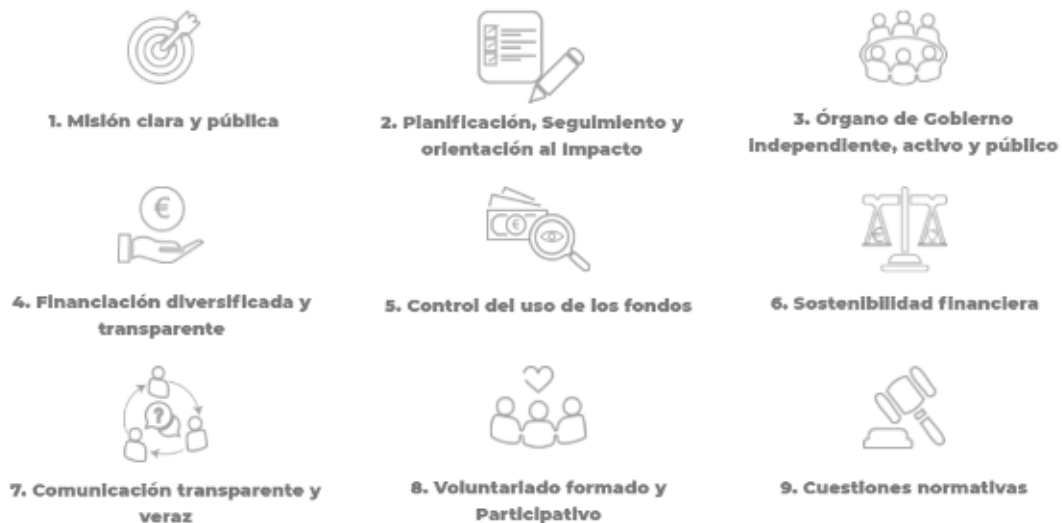 1. Misión clara y pública
2. Planificación, Seguimiento y
orientación al Impacto
3. Órgano de Gobierno
independiente, activo y público
€
4. Financiación diversificada y
transparente
€
5. Control del uso de los fondos
€
6. Sostenibilidad financiera
?
7. Comunicación transparente y
veraz
8. Voluntariado formado y
Participativo
9. Cuestiones normativas